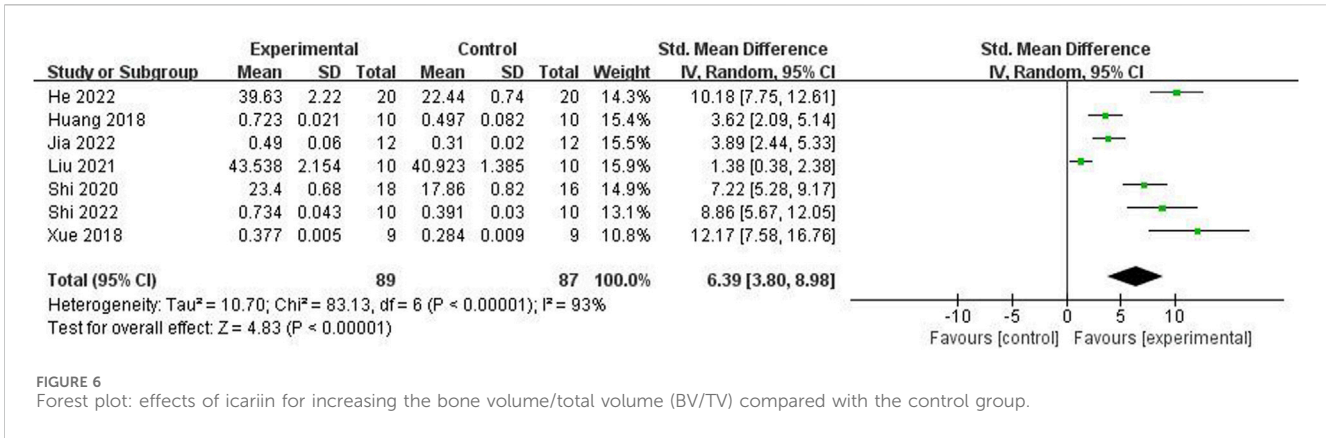 Experimental Control Std. Mean Difference Std. Mean Difference
Study or Subgroup Mean SD Total Mean SD Total Weight IV, Random, 95% CI IV, Random, 95% CI
He 2022 39.63 2.22 20 22.44 0.74 20 14.3% 10.18 [7.75, 12.61]
Huang 2018 0.723 0.021 10 0.497 0.082 10 15.4% 3.62 [2.09, 5.14]
Jia 2022 0.49 0.06 12 0.31 0.02 12 15.5% 3.89 [2.44, 5.33]
Liu 2021 43.538 2.154 10 40.923 1.385 10 15.9% 1.38 [0.38, 2.38]
Shi 2020 23.4 0.68 18 17.86 0.82 16 14.9% 7.22 [5.28, 9.17]
Shi 2022 0.734 0.043 10 0.391 0.03 10 13.1% 8.86 [5.67, 12.05]
Xue 2018 0.377 0.005 9 0.284 0.009 9 10.8% 12.17 [7.58, 16.76]
Total (95% CI) 89 87 100.0% 6.39 [3.80, 8.98]
Heterogeneity: Tau² = 10.70; Chi² = 83.13, df = 6 (P < 0.00001); I² = 93%
Test for overall effect: Z = 4.83 (P < 0.00001)
-10 -5 0 5 10
Favours [control] Favours [experimental]
FIGURE 6
Forest plot: effects of icariin for increasing the bone volume/total volume (BV/TV) compared with the control group.